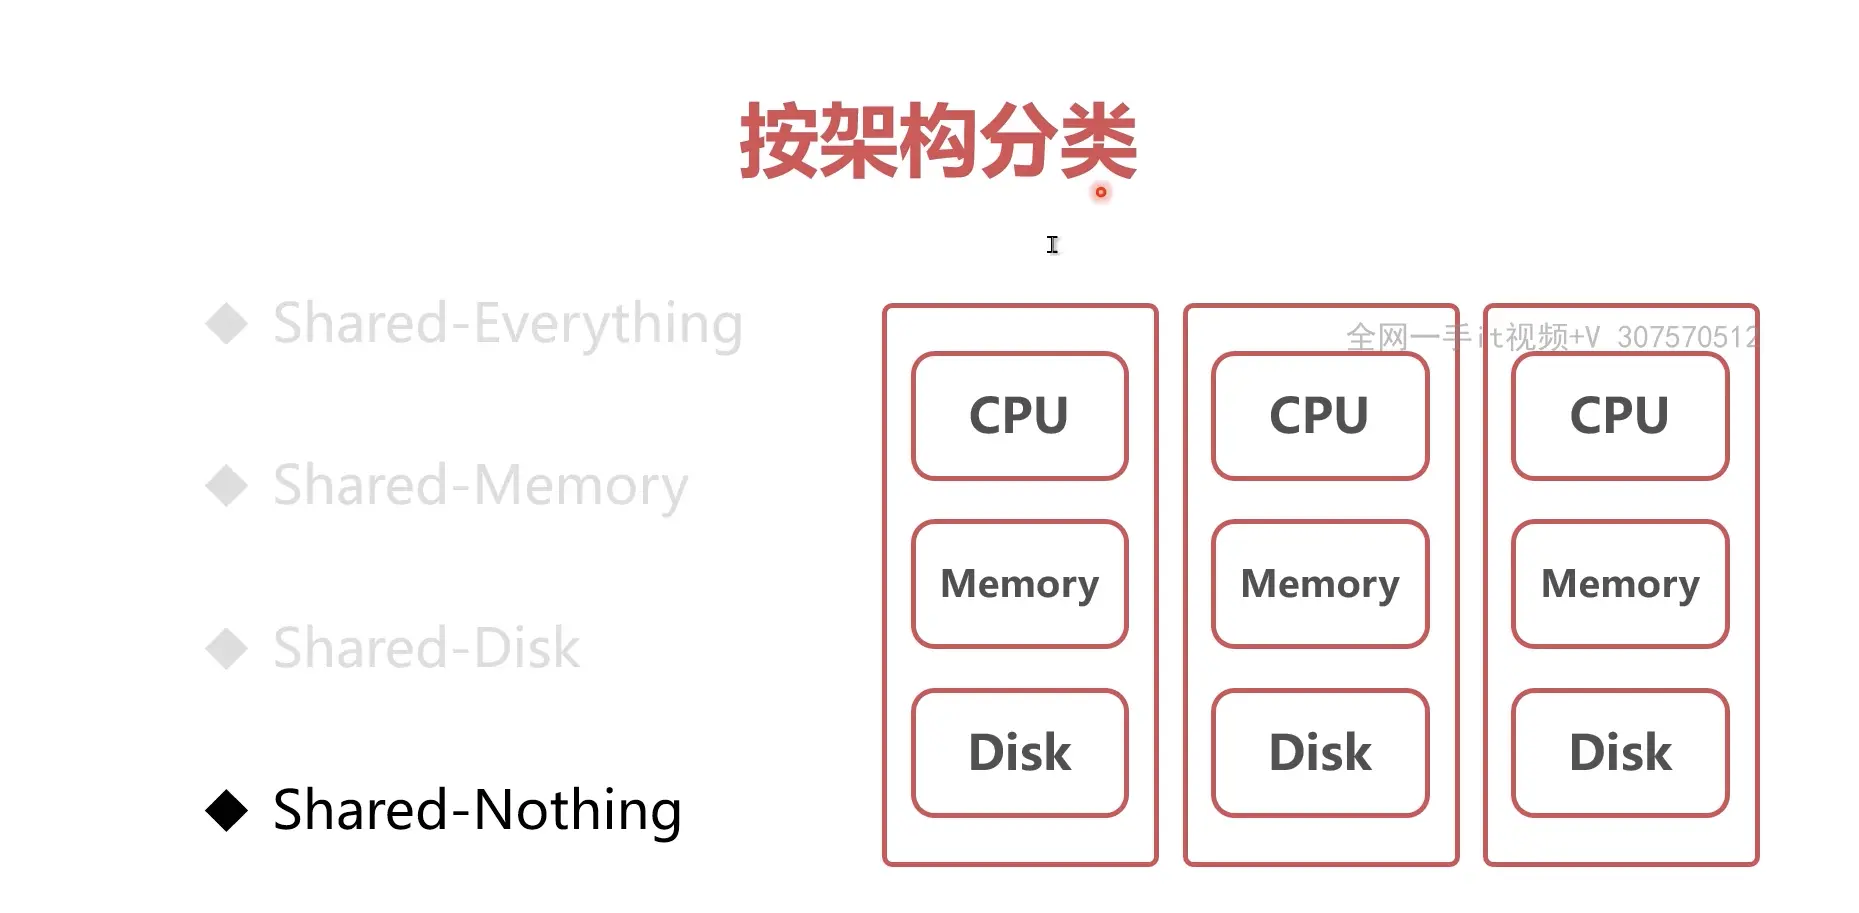 按架构分类
Shared-Everything
Shared-Memory
Shared-Disk
Shared-Nothing
全网一手it视频+V 307570512
CPU
CPU
CPU
Memory
Memory
Memory
Disk
Disk
Disk